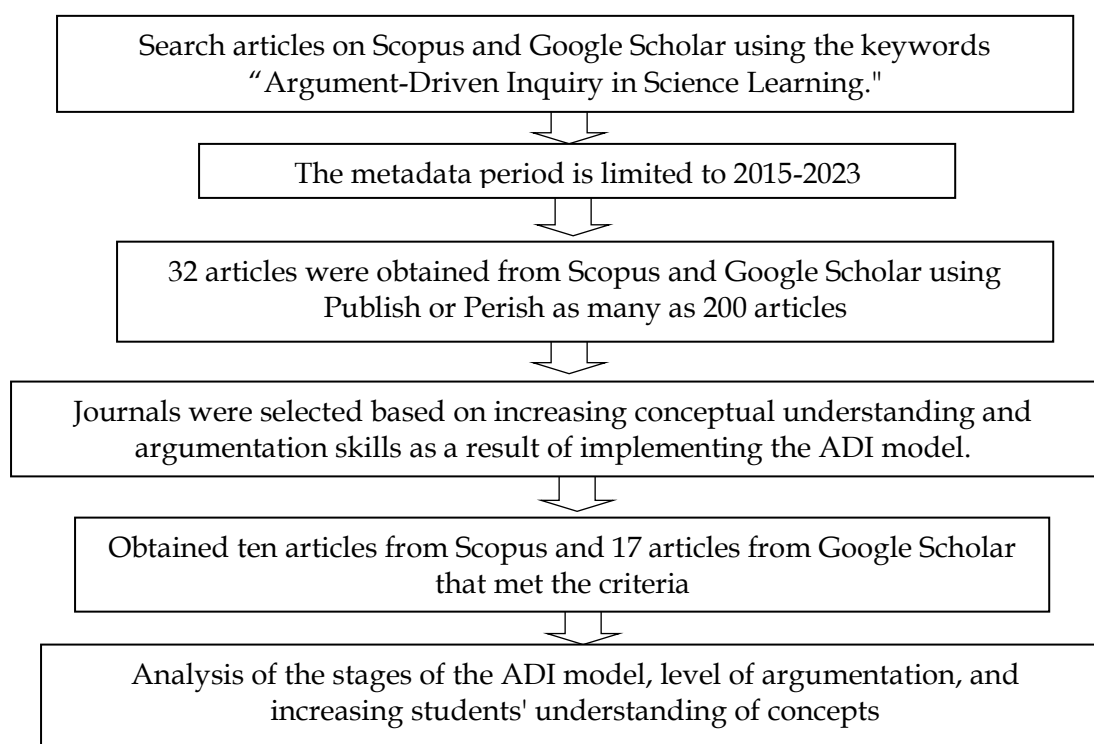 Search articles on Scopus and Google Scholar using the keywords
“Argument-Driven Inquiry in Science Learning."
The metadada period is limited to 2015-2023
32 articles were obtained from Scopus and Google Scholar using
Publish or Perish as many as 200 articles
Journals were selected based on increasing conceptual understanding and
argumentation skills as a result of implementing the ADI model.
Obtained ten articles from Scopus and 17 articles from Google Scholar
that met the criteria
Analysis of the stages of the ADI model, level of argumentation, and
increasing students' understanding of concepts